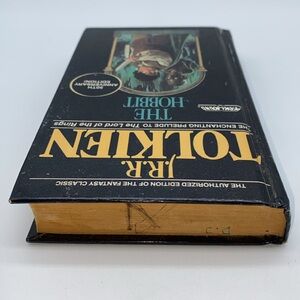 THE AUTHORIZED EDITION OF THE FANTASY CLASSIC
J.R.R.
TOLKIEN
THE ENCHANTING PRELUDE TO The Lord of the Rings
THE
HOBBIT
50TH
ANNIVERSARY
EDITION!